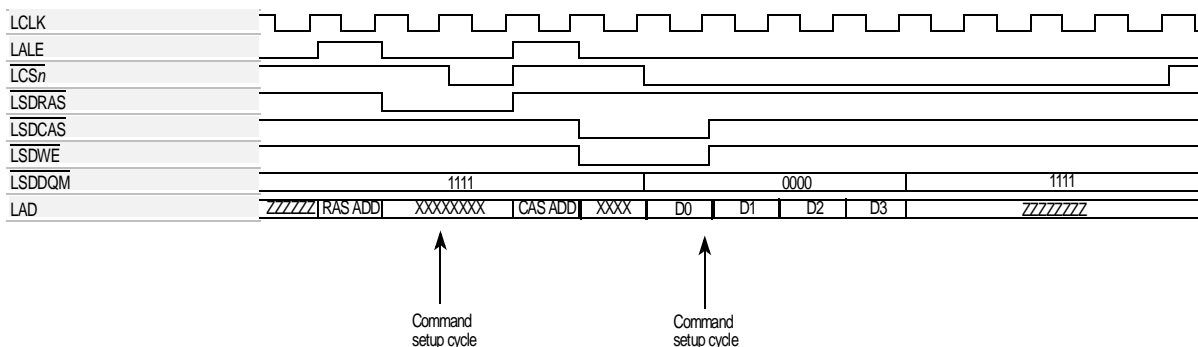 LCLK
LALE
LCSn
LSDRAS
LSDCAS
LSDWE
LSDDQM 1111 0000 1111
LAD ZZZZZZ RAS ADD XXXXXXXX CAS ADD XXXX D0 D1 D2 D3 ZZZZZZZZ
Command Command
setup cycle setup cycle